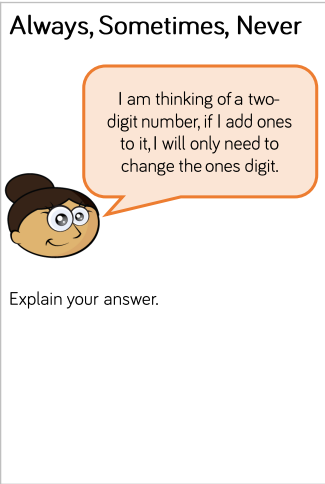 Always, Sometimes, Never
I am thinking of a two-
digit number, if I add ones
to it, I will only need to
change the ones digit.
Explain your answer.